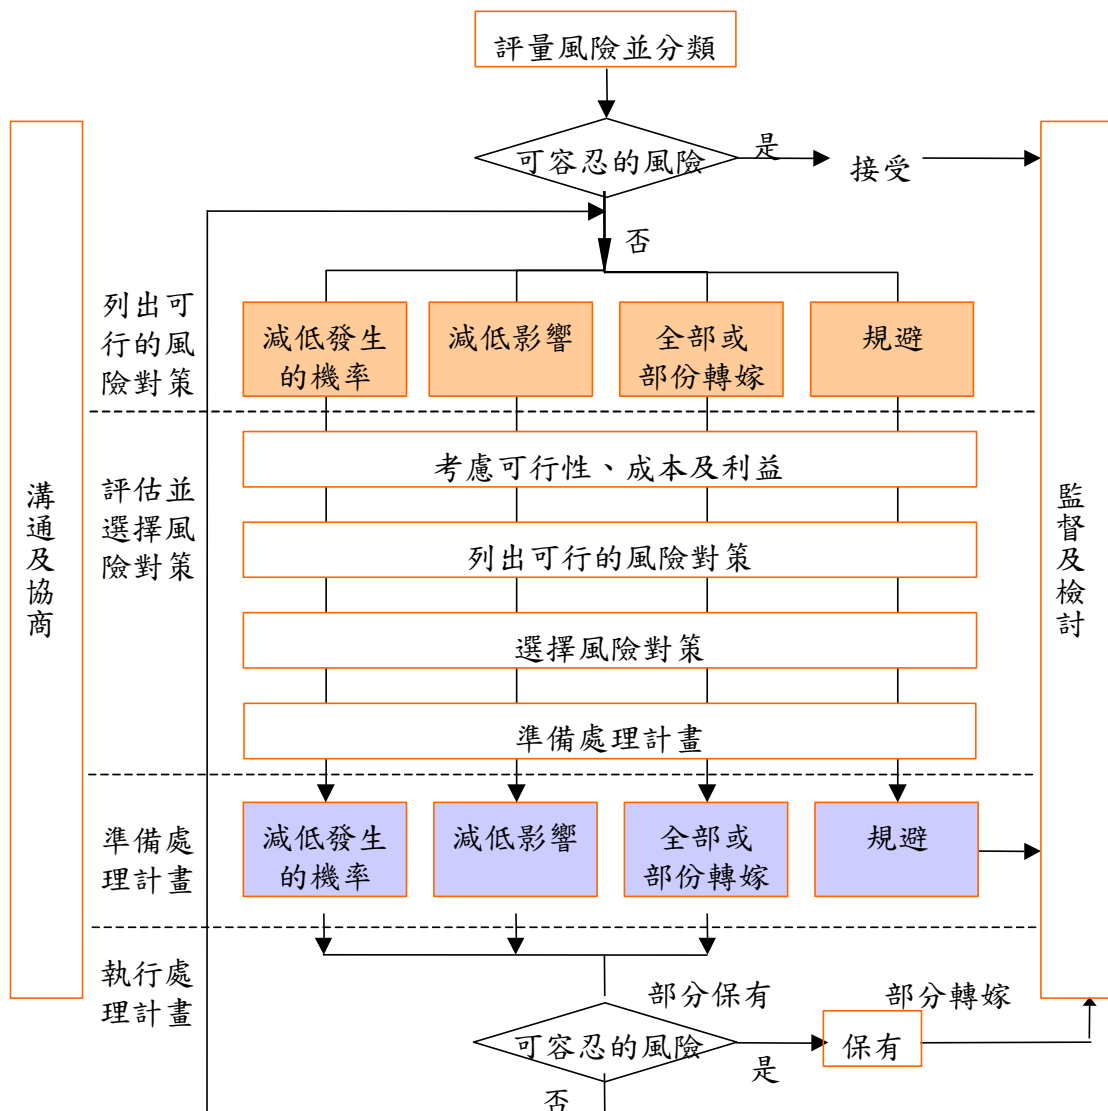 評量風險並分類
可容忍的風險
是
接受
否
列出可
行的風
險對策
減低發生
的機率
減低影響
全部或
部份轉嫁
規避
溝通及協商
評估並
選擇風
險對策
考慮可行性、成本及利益
列出可行的風險對策
選擇風險對策
準備處理計畫
監督及檢討
準備處
理計畫
減低發生
的機率
減低影響
全部或
部份轉嫁
規避
執行處
理計畫
部分保有
部分轉嫁
可容忍的風險
是
保有
否